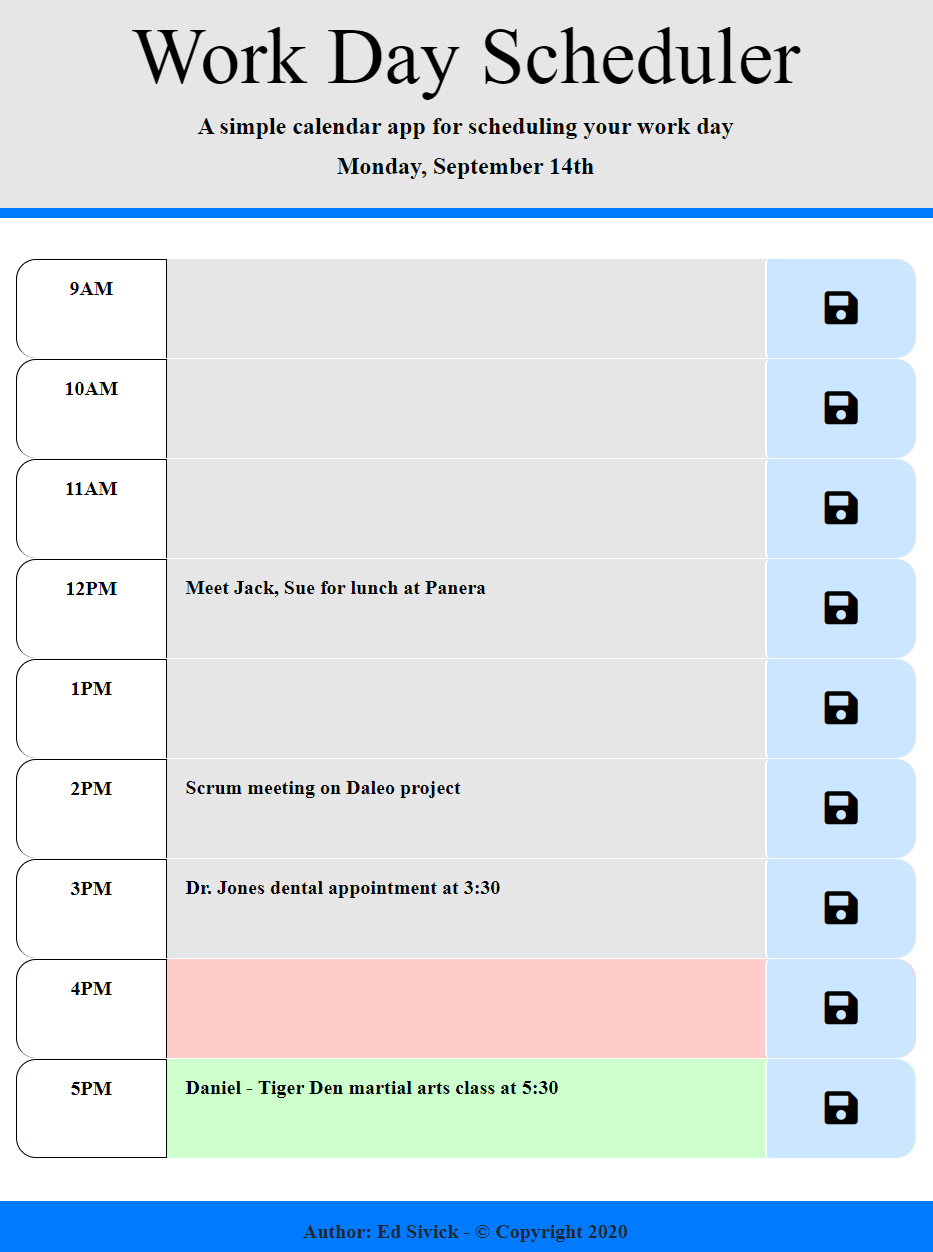 Work Day Scheduler
A simple calendar app for scheduling your work day
Monday, September 14th
9AM
10AM
11AM
12PM Meet Jack, Sue for lunch at Panera
1PM
2PM Scrum meeting on Daleo project
3PM Dr. Jones dental appointment at 3:30
4PM
5PM Daniel - Tiger Den martial arts class at 5:30
Author: Ed Sivick - © Copyright 2020